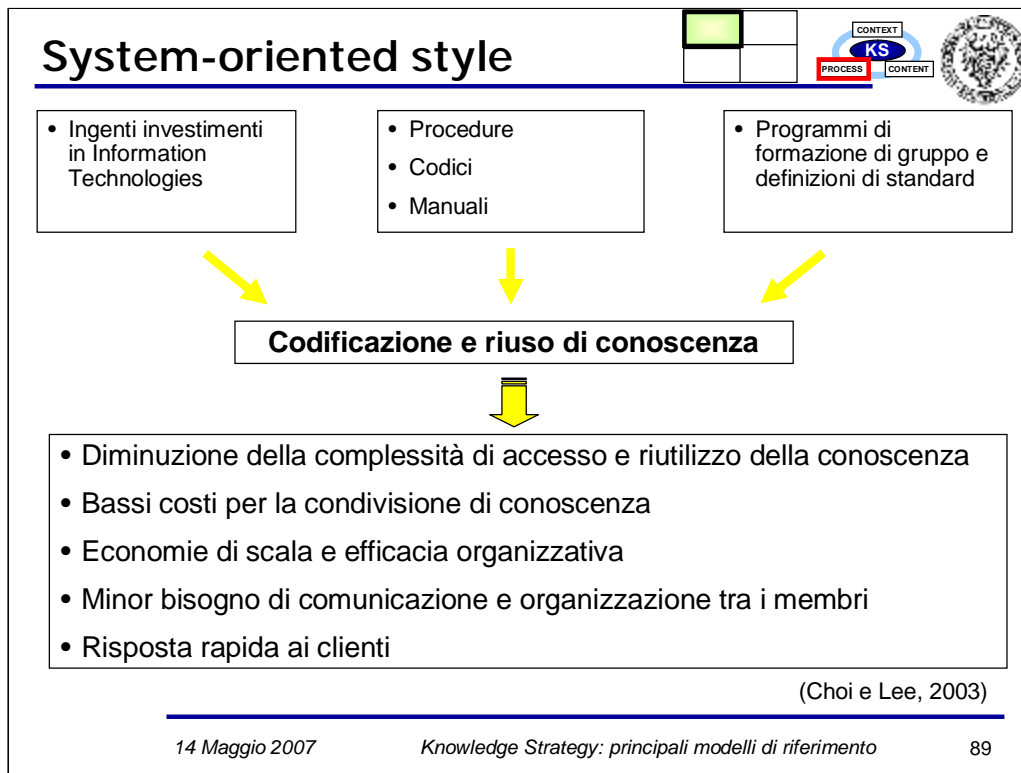 System-oriented style
CONTEXT
KS
PROCESS
CONTENT
• Ingenti investimenti
in Information
Technologies
• Procedure
• Codici
• Manuali
• Programmi di
formazione di gruppo e
definizioni di standard
Codificazione e riuso di conoscenza
• Diminuzione della complessità di accesso e riutilizzo della conoscenza
• Bassi costi per la condivisione di conoscenza
• Economie di scala e efficacia organizzativa
• Minor bisogno di comunicazione e organizzazione tra i membri
• Risposta rapida ai clienti
(Choi e Lee, 2003)
14 Maggio 2007
Knowledge Strategy: principali modelli di riferimento
89